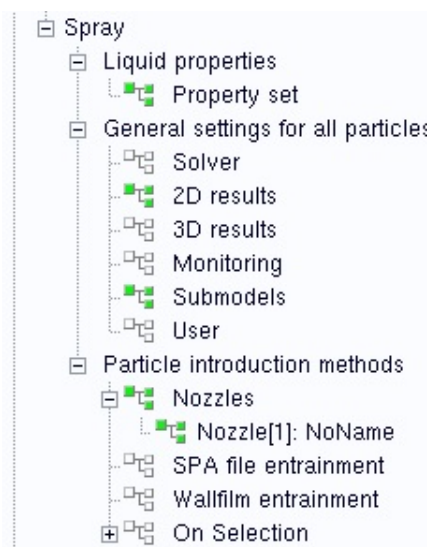 Spray
Liquid properties
Property set
General settings for all particles
Solver
2D results
3D results
Monitoring
Submodels
User
Particle introduction methods
Nozzles
Nozzle[1]: NoName
SPA file entrainment
Wallfilm entrainment
On Selection